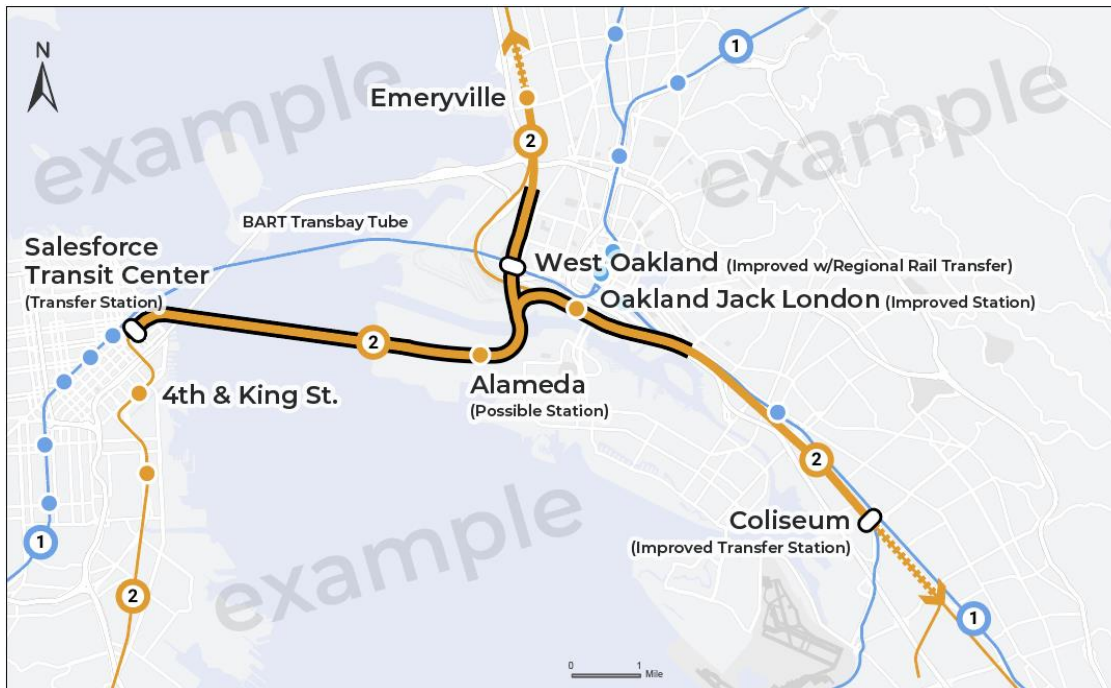 N
example
example
example
1
Emeryville
2
BART Transbay Tube
Salesforce
Transit Center
(Transfer Station)
West Oakland (Improved w/Regional Rail Transfer)
Oakland Jack London (Improved Station)
2
4th & King St.
Alameda
(Possible Station)
2
Coliseum
(Improved Transfer Station)
1
2
1
0 1
Mile